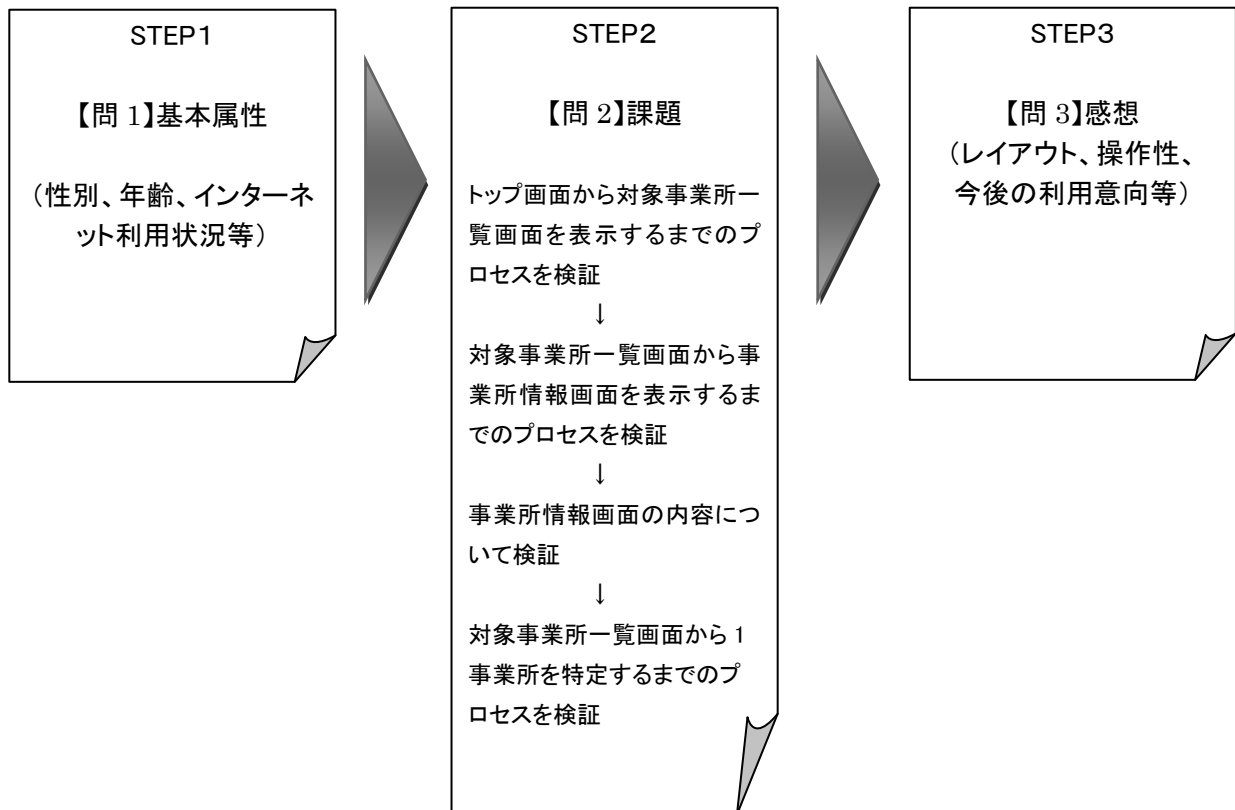 STEP1
【問 1】基本属性
（性別、年齢、インターネ
ット利用状況等）
STEP2
【問 2】課題
トップ画面から対象事業所一
覧画面を表示するまでのプ
ロセスを検証
↓
対象事業所一覧画面から事
業所情報画面を表示するま
でのプロセスを検証
↓
事業所情報画面の内容につ
いて検証
↓
対象事業所一覧画面から 1
事業所を特定するまでのプ
ロセスを検証
STEP3
【問 3】感想
（レイアウト、操作性、
今後の利用意向等）